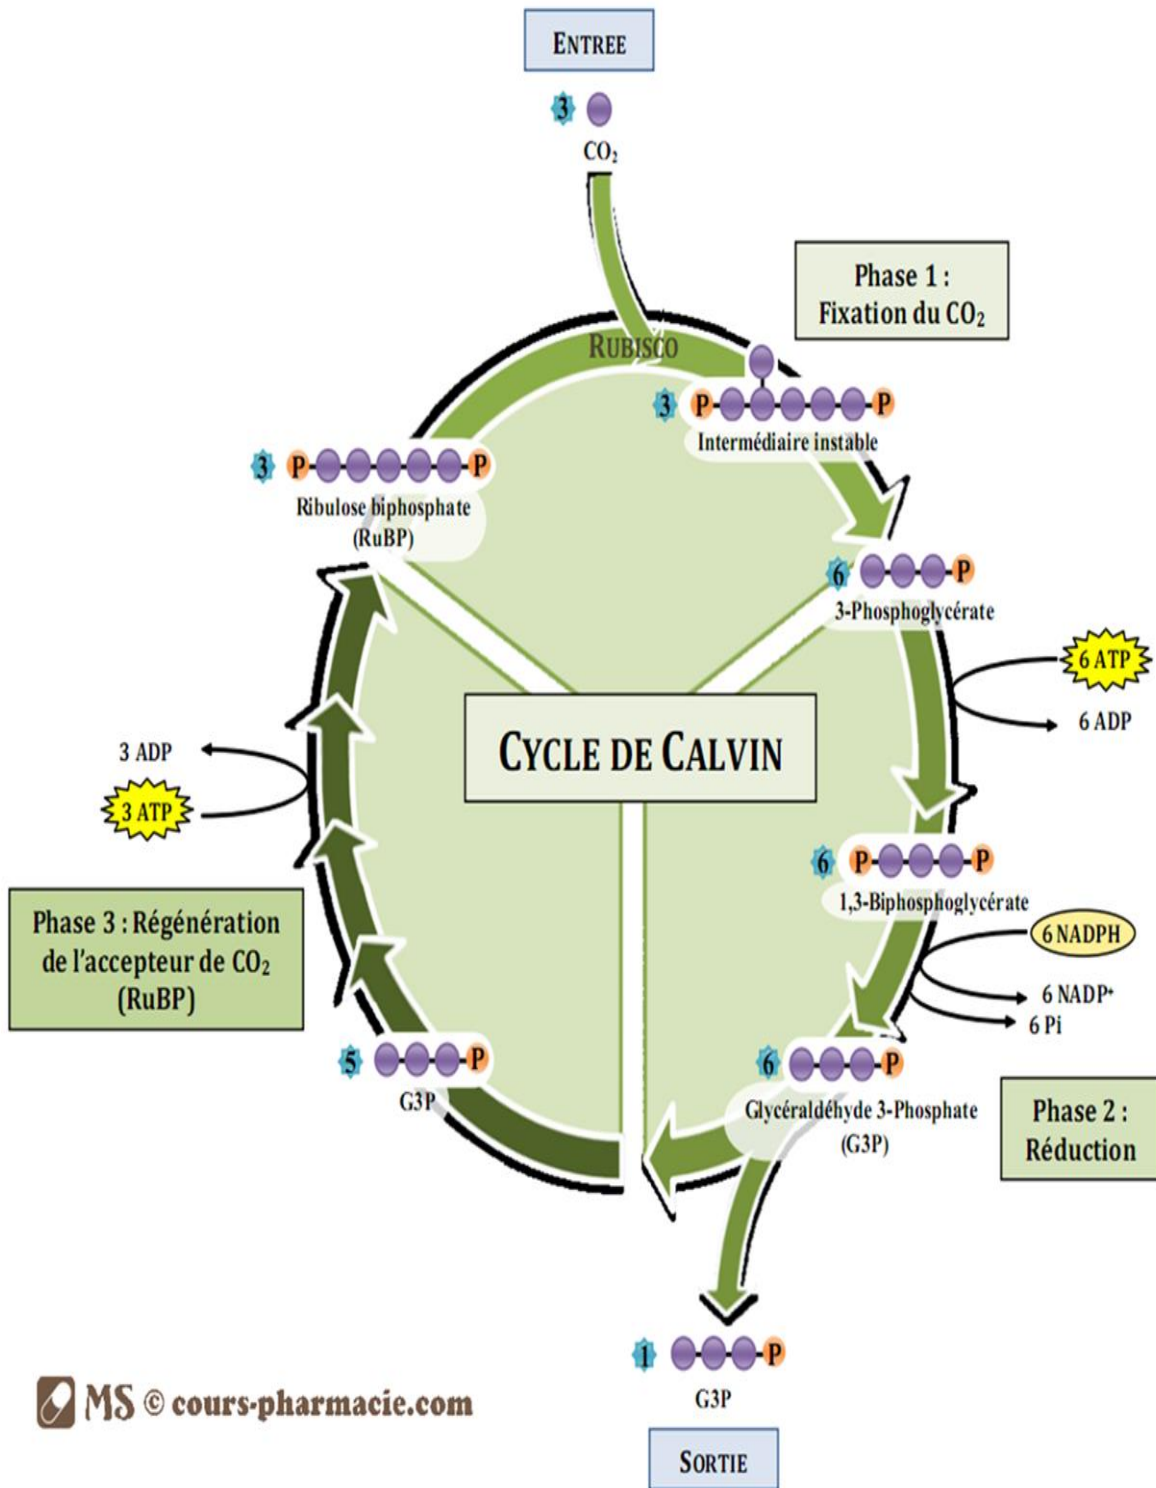 ENTREE
3
CO₂
Phase 1 :
Fixation du CO₂
RUBISCO
3 P P
Intermédiaire instable
3 P P
Ribulose biphosphate
(RuBP)
6 P
3-Phosphoglycérate
6 ATP
6 ADP
CYCLE DE CALVIN
3 ADP
3 ATP
6 P P
1,3-Biphosphoglycérate
6 NADPH
6 NADP⁺
6 Pi
Phase 3 : Régénération
de l'accepteur de CO₂
(RuBP)
5 P
G3P
6 P
Glycéraldéhyde 3-Phosphate
(G3P)
Phase 2 :
Réduction
1 P
G3P
SORTIE
MS © cours-pharmacie.com